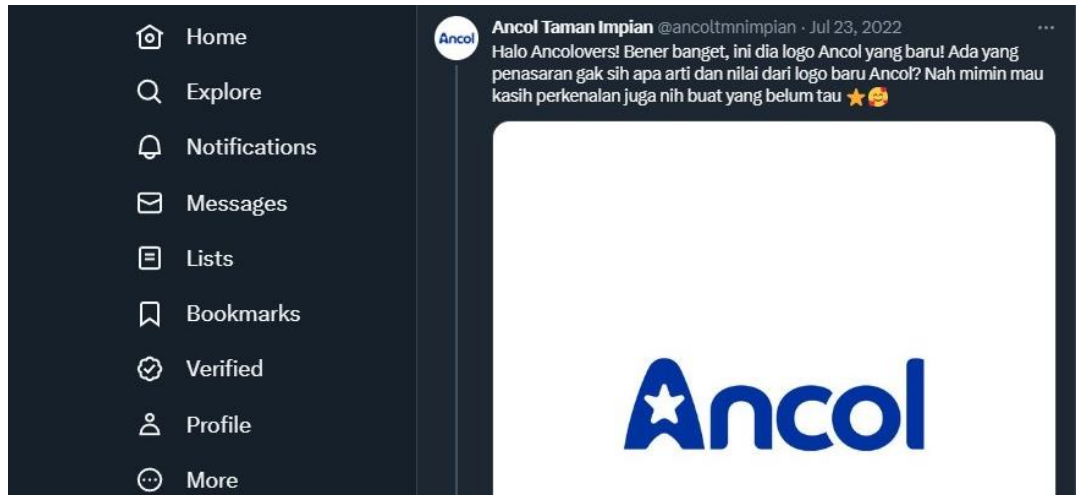 Home
Explore
Notifications
Messages
Lists
Bookmarks
Verified
Profile
More
Ancol
Ancol Taman Impian @ancoltmnimpian · Jul 23, 2022
Halo Ancolovers! Bener banget, ini dia logo Ancol yang baru! Ada yang
penasaran gak sih apa arti dan nilai dari logo baru Ancol? Nah mimin mau
kasih perkenalan juga nih buat yang belum tau ⭐🥰
Ancol